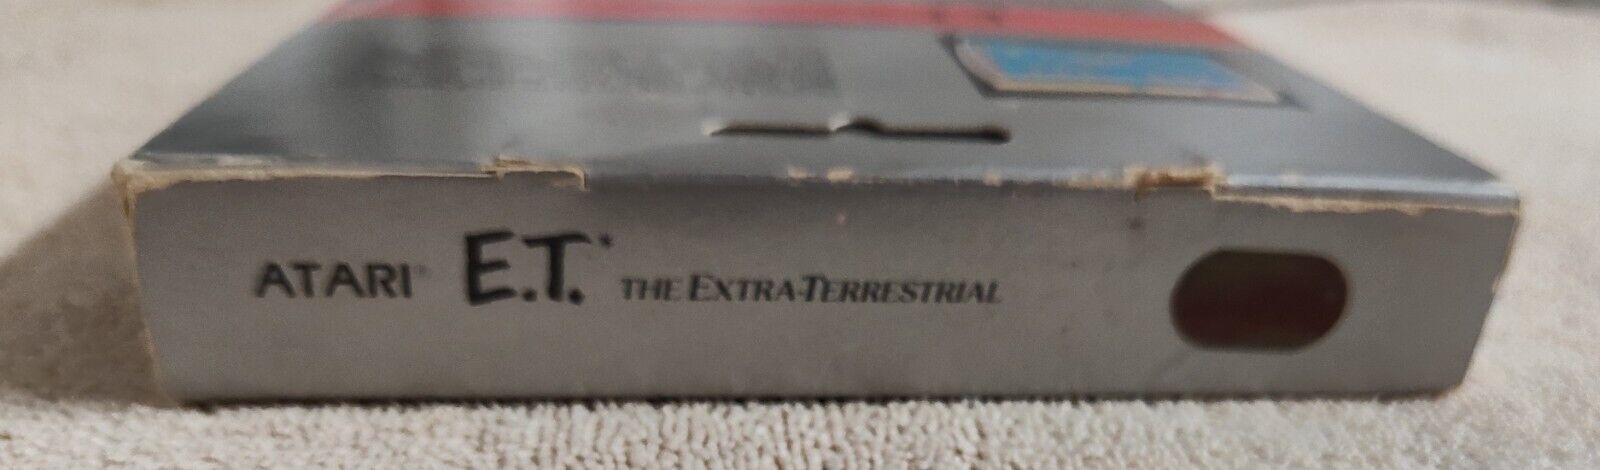 ATARI® E.T.* THE EXTRA-TERRESTRIAL